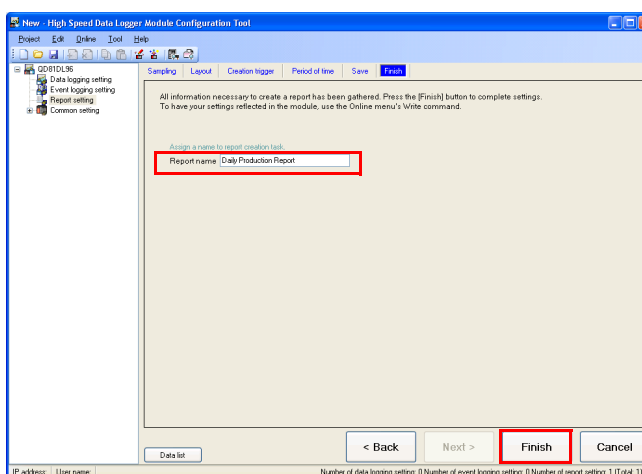 New - High Speed Data Logger Module Configuration Tool
Project Edit Online Tool Help
QD81DL96
Data logging setting
Event logging setting
Report setting
Common setting
Sampling Layout Creation trigger Period of time Save Finish
All information necessary to create a report has been gathered. Press the [Finish] button to complete settings.
To have your settings reflected in the module, use the Online menu's Write command.
Assign a name to report creation task.
Report name Daily Production Report
Data list
< Back Next > Finish Cancel
IP address: User name: Number of data logging setting: 0 Number of event logging setting: 0 Number of report setting: 1 (Total: 1)